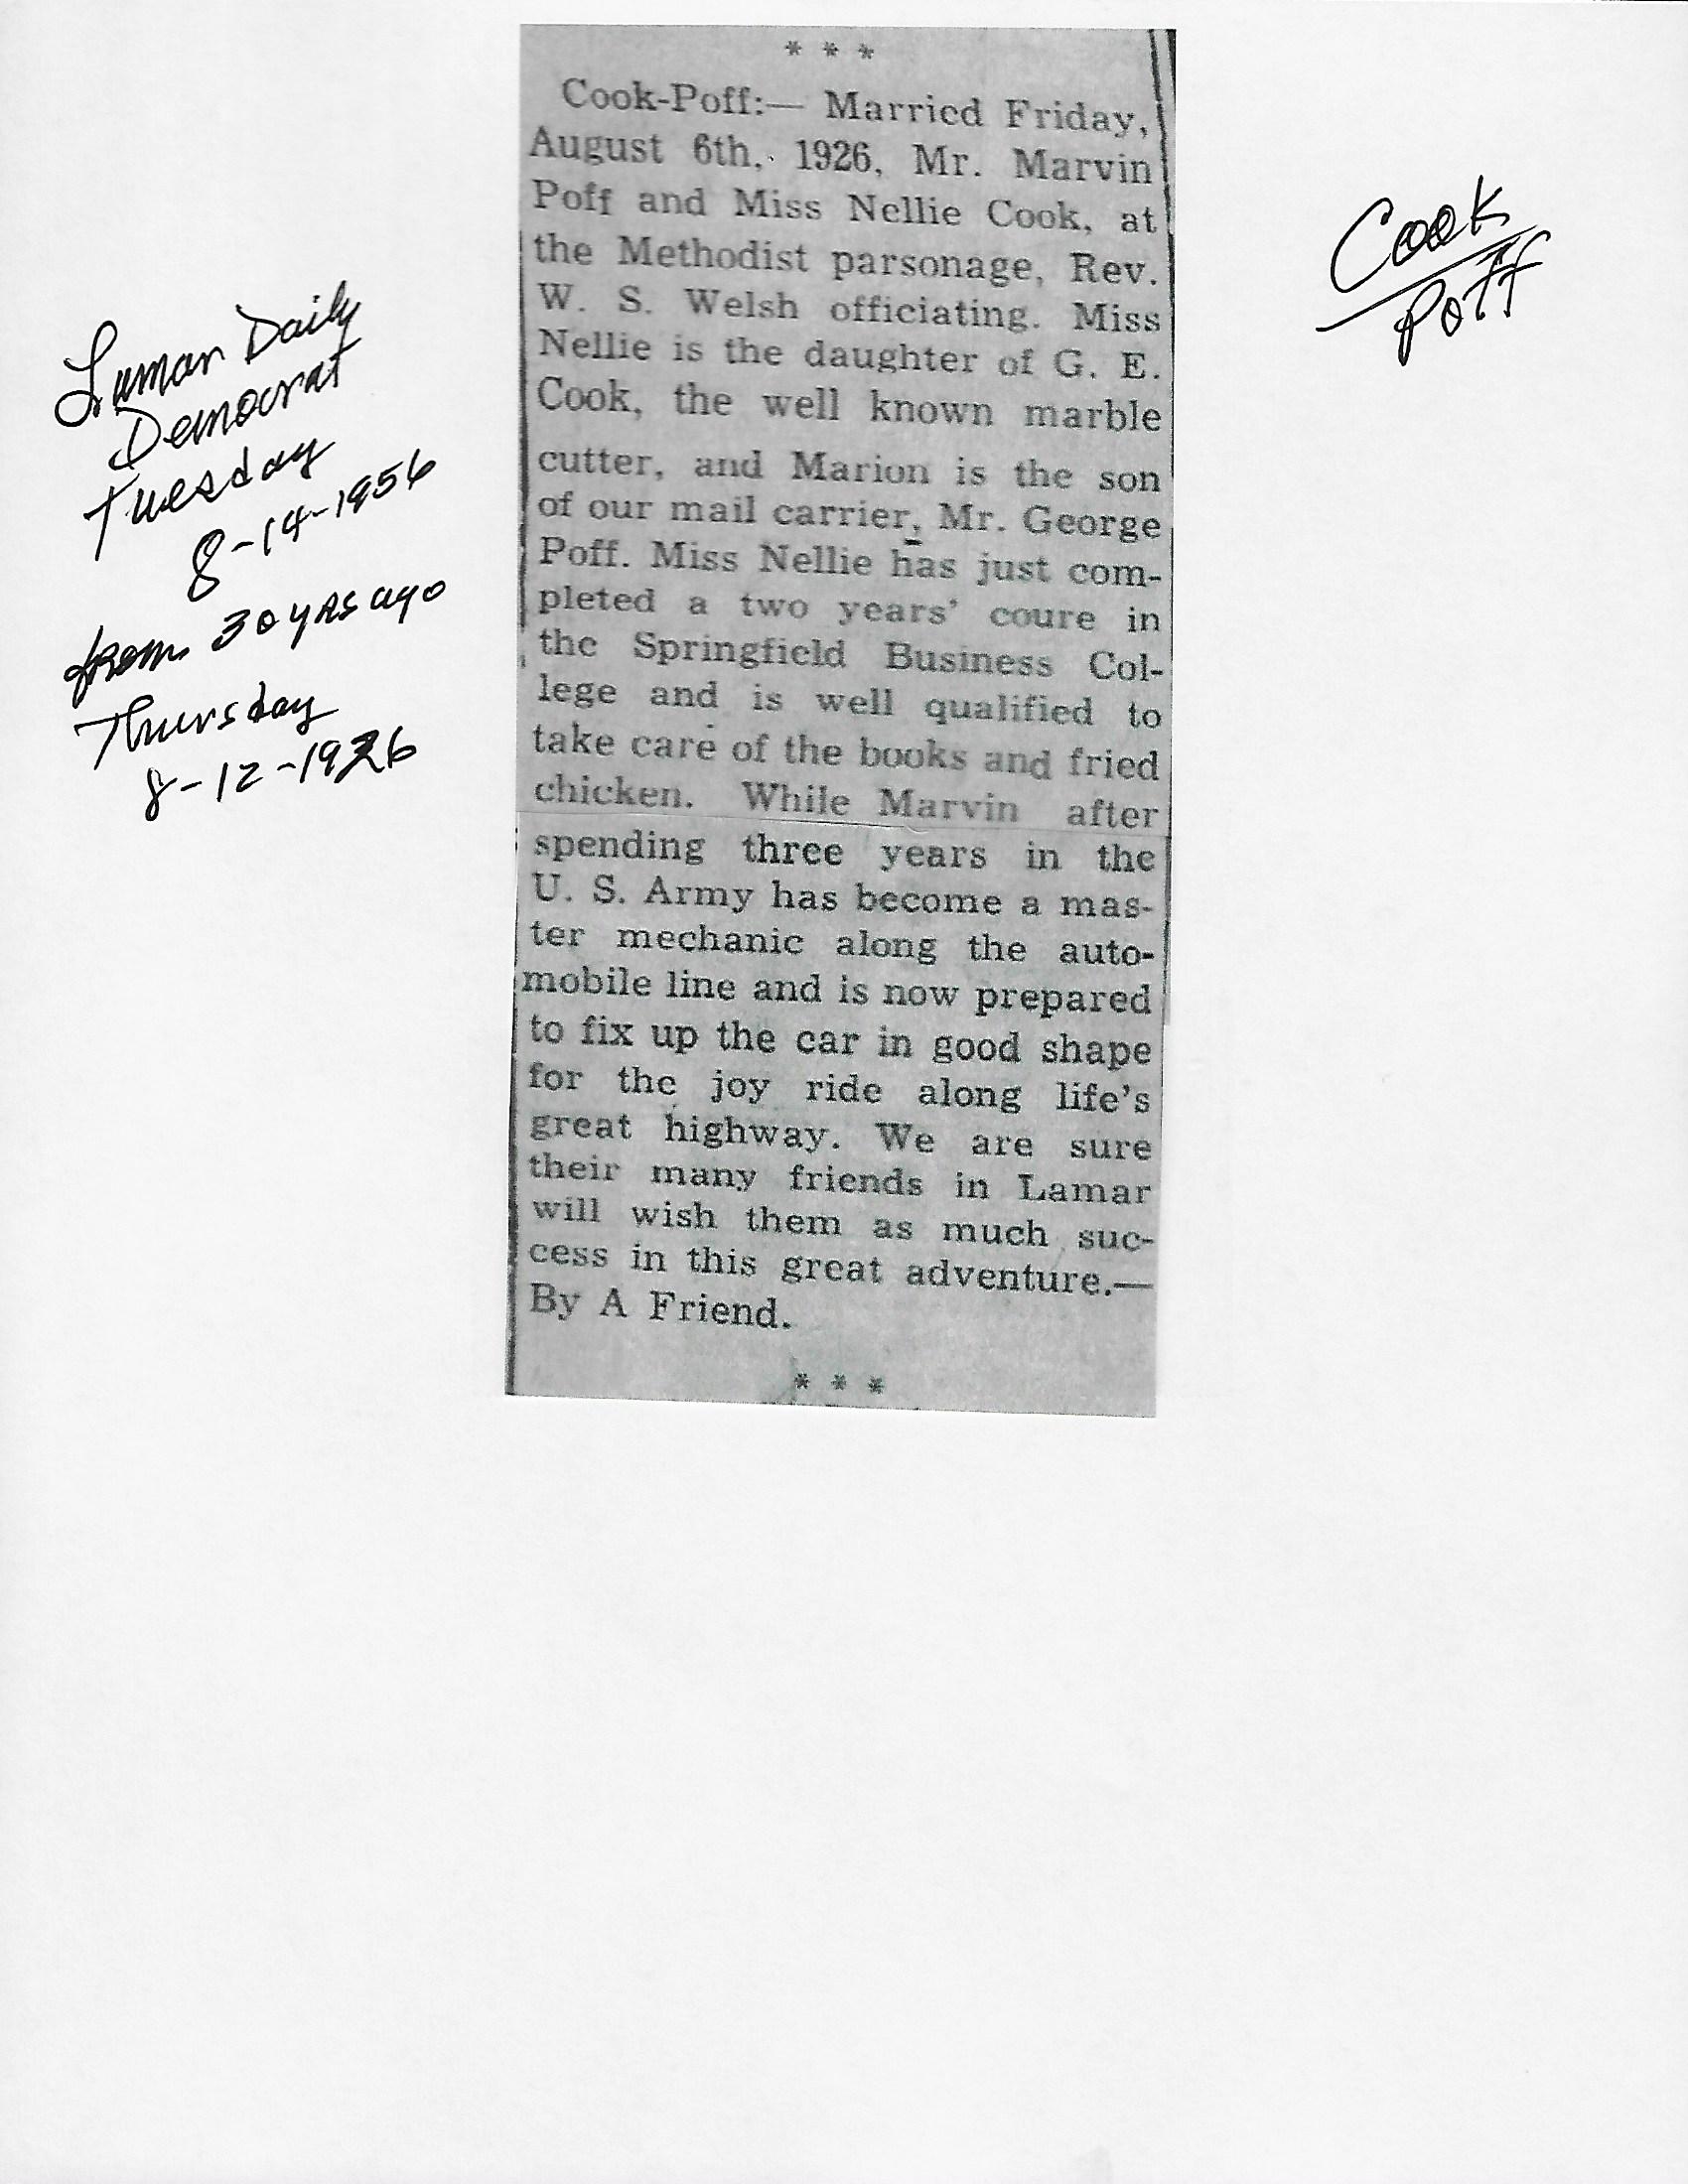 * * *
Cook-Poff:— Married Friday,
August 6th, 1926, Mr. Marvin
Poff and Miss Nellie Cook, at
the Methodist parsonage, Rev.
W. S. Welsh officiating. Miss
Nellie is the daughter of G. E.
Cook, the well known marble
cutter, and Marion is the son
of our mail carrier, Mr. George
Poff. Miss Nellie has just com-
pleted a two years' coure in
the Springfield Business Col-
lege and is well qualified to
take care of the books and fried
chicken. While Marvin after
spending three years in the
U. S. Army has become a mas-
ter mechanic along the auto-
mobile line and is now prepared
to fix up the car in good shape
for the joy ride along life's
great highway. We are sure
their many friends in Lamar
will wish them as much suc-
cess in this great adventure.—
By A Friend.
* * *
Lamar Daily
Democrat
Tuesday
8-14-1956
from 30 yrs ago
Thursday
8-12-1926
Cook
Poff